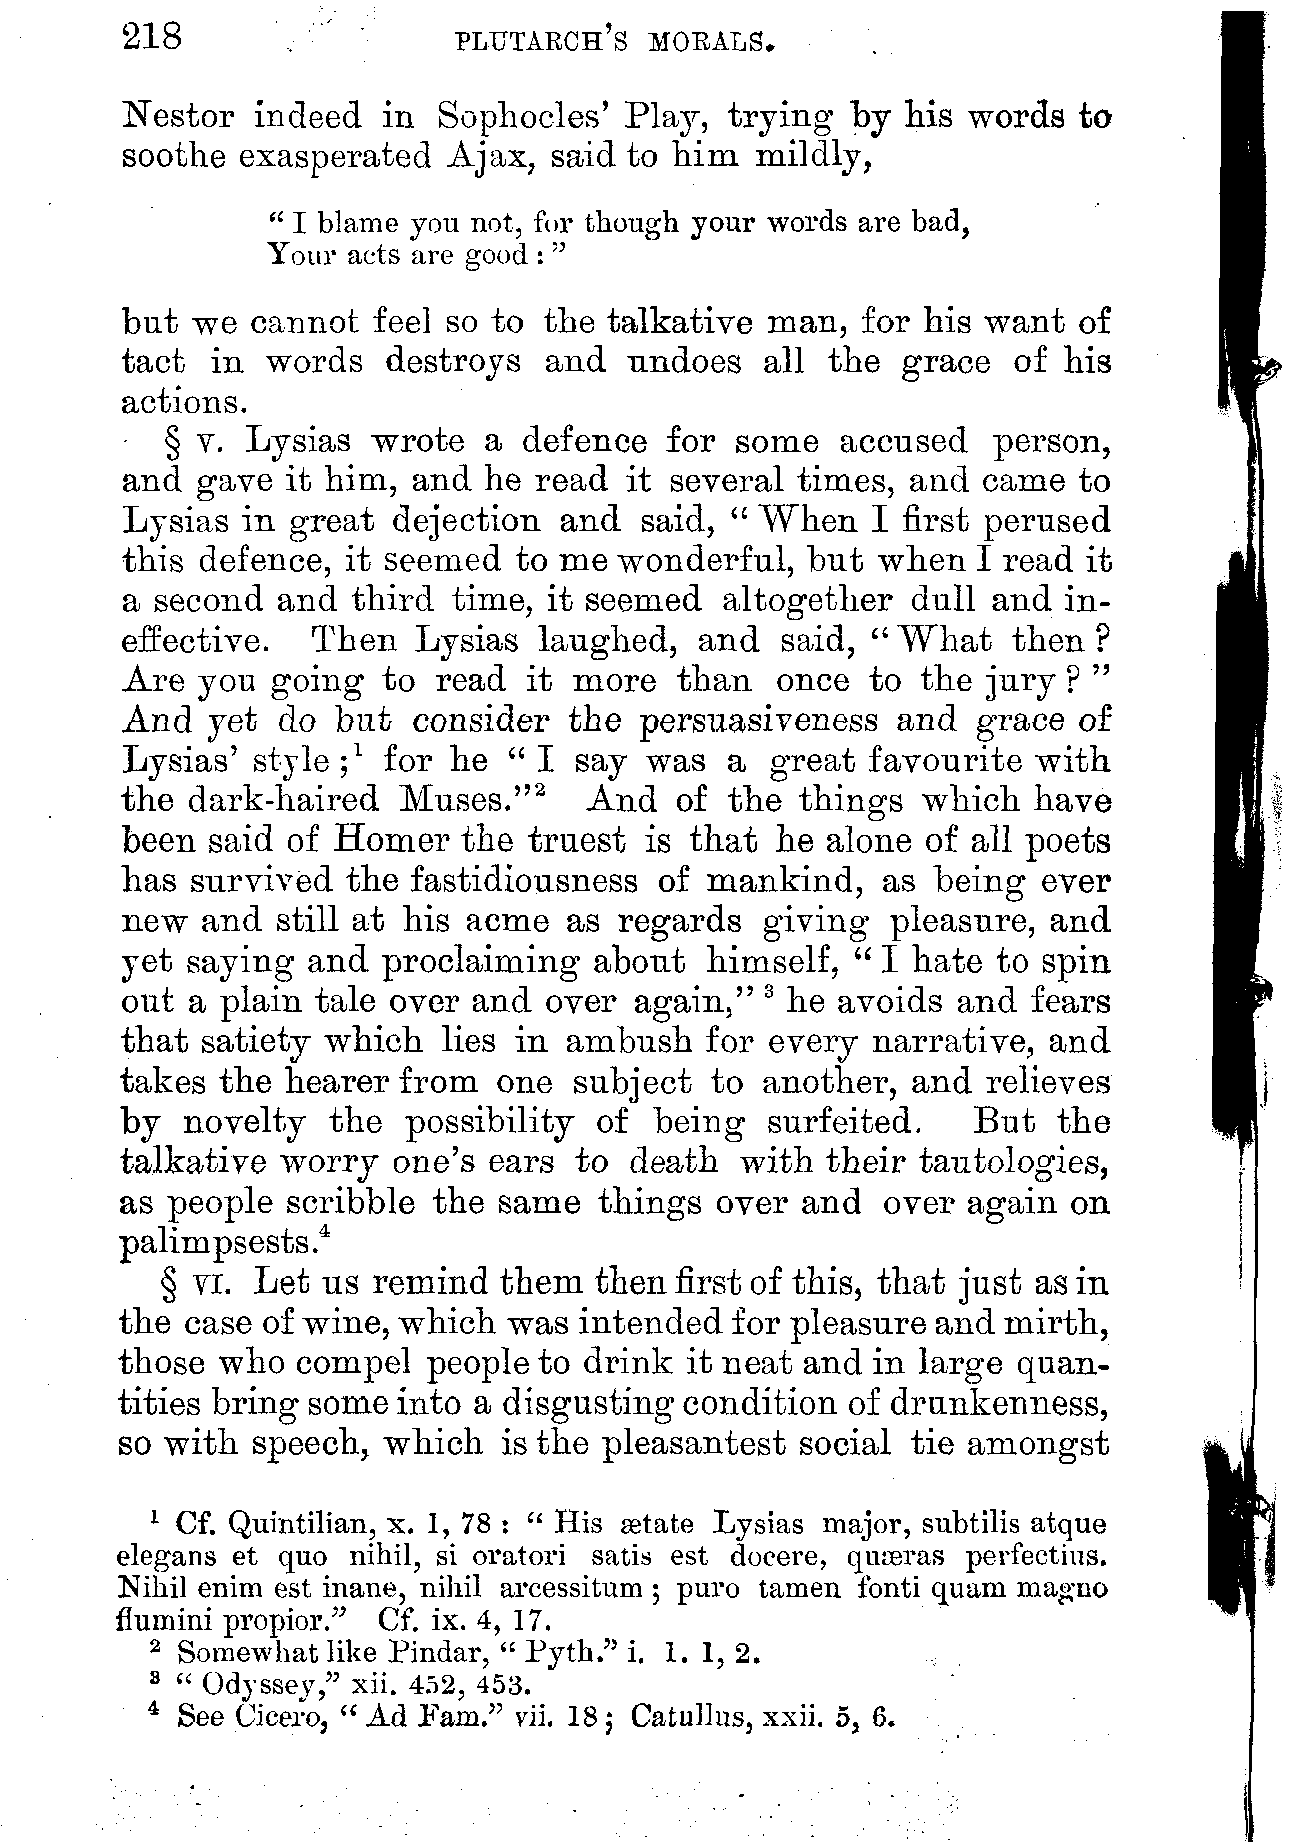 218 PLUTARCH'S MORALS.
Nestor indeed in Sophocles' Play, trying by his words to
soothe exasperated Ajax, said to him mildly,
“ I blame you not, for though your words are bad,
Your acts are good : ”
but we cannot feel so to the talkative man, for his want of
tact in words destroys and undoes all the grace of his
actions.
§ v. Lysias wrote a defence for some accused person,
and gave it him, and he read it several times, and came to
Lysias in great dejection and said, “ When I first perused
this defence, it seemed to me wonderful, but when I read it
a second and third time, it seemed altogether dull and in-
effective. Then Lysias laughed, and said, “ What then ?
Are you going to read it more than once to the jury ? ”
And yet do but consider the persuasiveness and grace of
Lysias' style ;¹ for he “ I say was a great favourite with
the dark-haired Muses.”² And of the things which have
been said of Homer the truest is that he alone of all poets
has survived the fastidiousness of mankind, as being ever
new and still at his acme as regards giving pleasure, and
yet saying and proclaiming about himself, “ I hate to spin
out a plain tale over and over again,” ³ he avoids and fears
that satiety which lies in ambush for every narrative, and
takes the hearer from one subject to another, and relieves
by novelty the possibility of being surfeited. But the
talkative worry one's ears to death with their tautologies,
as people scribble the same things over and over again on
palimpsests.⁴
§ VI. Let us remind them then first of this, that just as in
the case of wine, which was intended for pleasure and mirth,
those who compel people to drink it neat and in large quan-
tities bring some into a disgusting condition of drunkenness,
so with speech, which is the pleasantest social tie amongst
¹ Cf. Quintilian, x. 1, 78 : “ His ætate Lysias major, subtilis atque
elegans et quo nihil, si oratori satis est docere, quæras perfectius.
Nihil enim est inane, nihil arcessitum ; puro tamen fonti quam magno
flumini propior.” Cf. ix. 4, 17.
² Somewhat like Pindar, “ Pyth.” i. 1. 1, 2.
³ “ Odyssey,” xii. 452, 453.
⁴ See Cicero, “ Ad Fam.” vii. 18 ; Catullus, xxii. 5, 6.